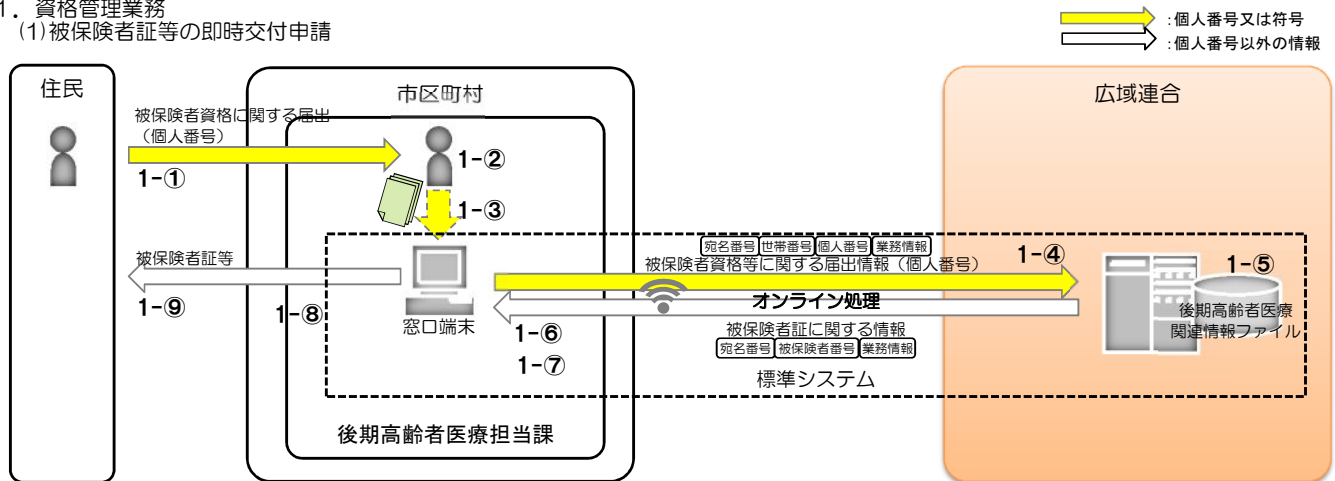 1．資格管理業務
(1)被保険者証等の即時交付申請
:個人番号又は符号
:個人番号以外の情報
住民
市区町村
広域連合
被保険者資格に関する届出
（個人番号）
1-①
1-②
1-③
宛名番号 世帯番号 個人番号 業務情報
被保険者資格等に関する届出情報（個人番号）
1-④
1-⑤
被保険者証等
1-⑨
1-⑧
窓口端末
オンライン処理
1-⑥
1-⑦
被保険者証に関する情報
宛名番号 被保険者番号 業務情報
標準システム
後期高齢者医療
関連情報ファイル
後期高齢者医療担当課